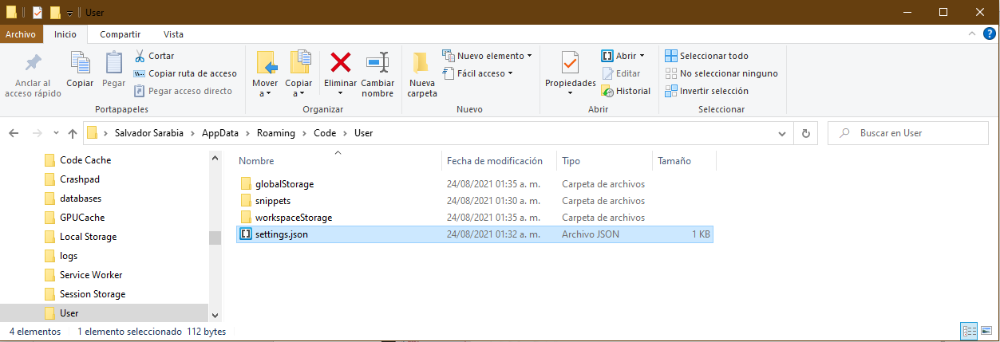 User
Archivo Inicio Compartir Vista
Anclar al acceso rápido
Copiar
Pegar
Cortar
Copiar ruta de acceso
Pegar acceso directo
Portapapeles
Mover a
Copiar a
Eliminar
Cambiar nombre
Organizar
Nueva carpeta
Nuevo elemento
Fácil acceso
Nuevo
Propiedades
Abrir
Editar
Historial
Abrir
Seleccionar todo
No seleccionar ninguno
Invertir selección
Seleccionar
Salvador Sarabia > AppData > Roaming > Code > User
Buscar en User
Code Cache
Crashpad
databases
GPUCache
Local Storage
logs
Service Worker
Session Storage
User
Nombre Fecha de modificación Tipo Tamaño
globalStorage 24/08/2021 01:35 a. m. Carpeta de archivos
snippets 24/08/2021 01:30 a. m. Carpeta de archivos
workspaceStorage 24/08/2021 01:35 a. m. Carpeta de archivos
settings.json 24/08/2021 01:32 a. m. Archivo JSON 1 KB
4 elementos 1 elemento seleccionado 112 bytes